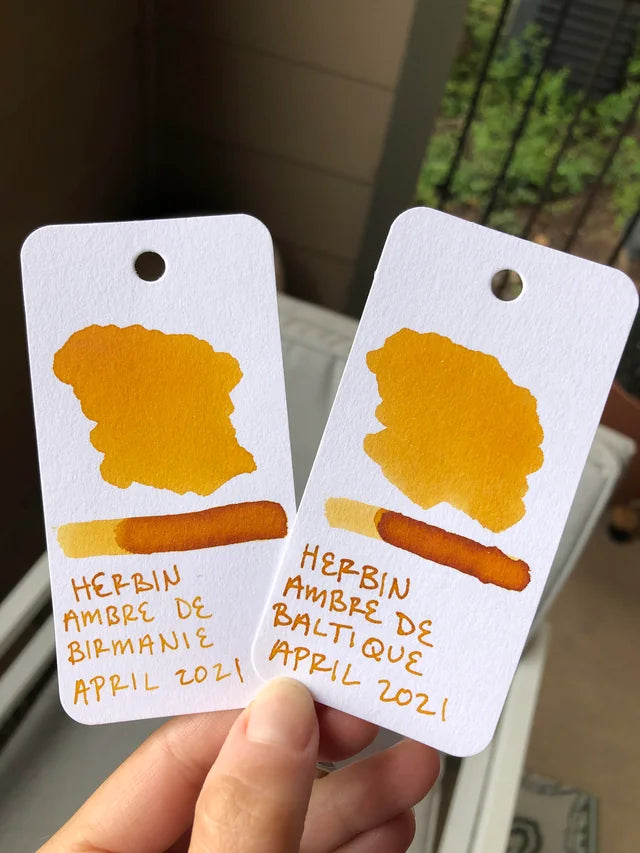 HERBIN
AMBRE DE
BIRMANIE
APRIL 2021
HERBIN
AMBRE DE
BALTIQUE
APRIL 2021